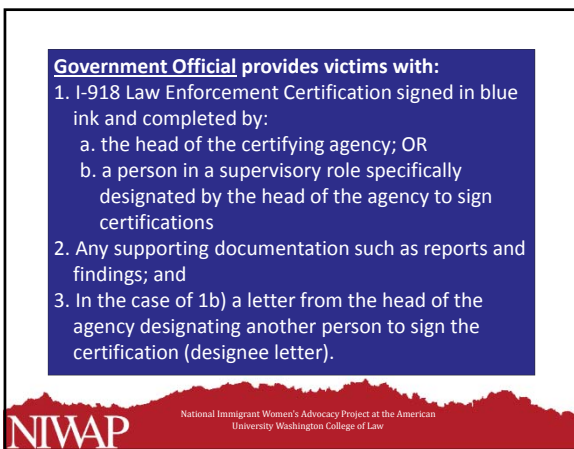 Government Official provides victims with:
1. I-918 Law Enforcement Certification signed in blue
ink and completed by:
a. the head of the certifying agency; OR
b. a person in a supervisory role specifically
designated by the head of the agency to sign
certifications
2. Any supporting documentation such as reports and
findings; and
3. In the case of 1b) a letter from the head of the
agency designating another person to sign the
certification (designee letter).
NIWAP
National Immigrant Women's Advocacy Project at the American
University Washington College of Law